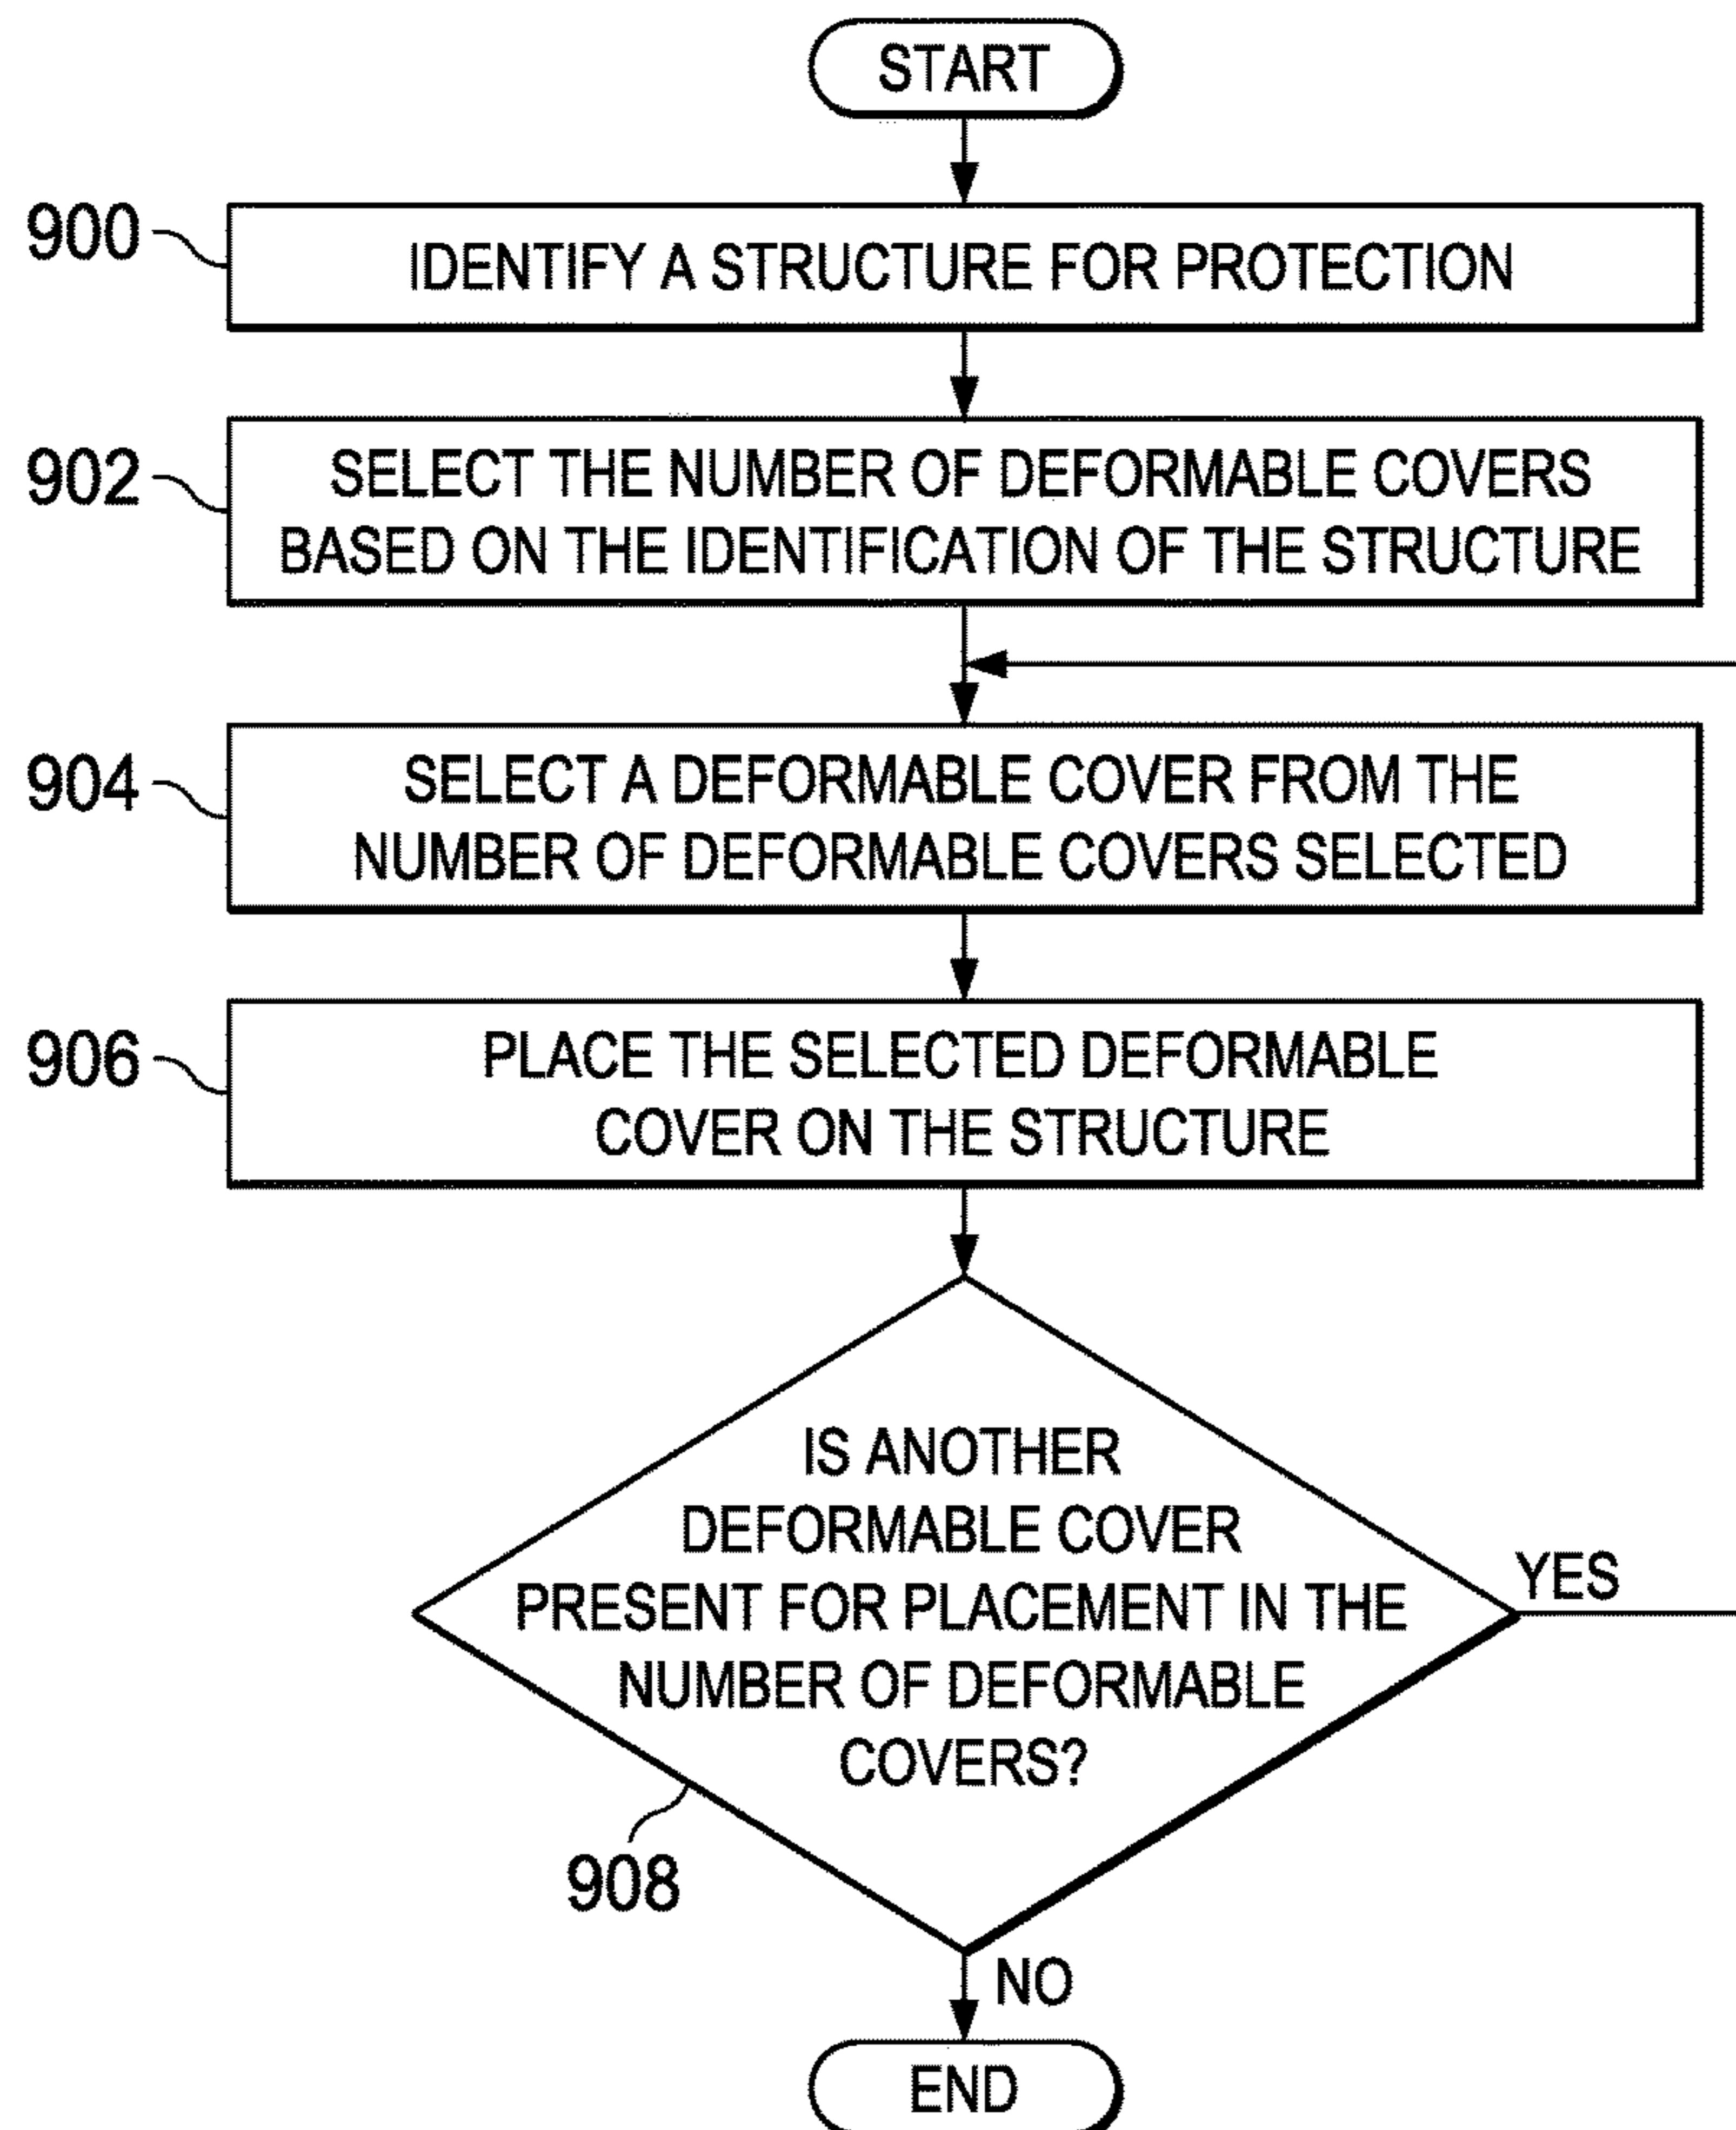 START
900
IDENTIFY A STRUCTURE FOR PROTECTION
902
SELECT THE NUMBER OF DEFORMABLE COVERS
BASED ON THE IDENTIFICATION OF THE STRUCTURE
904
SELECT A DEFORMABLE COVER FROM THE
NUMBER OF DEFORMABLE COVERS SELECTED
906
PLACE THE SELECTED DEFORMABLE
COVER ON THE STRUCTURE
IS ANOTHER
DEFORMABLE COVER
PRESENT FOR PLACEMENT IN THE
NUMBER OF DEFORMABLE
COVERS?
YES
908
NO
END